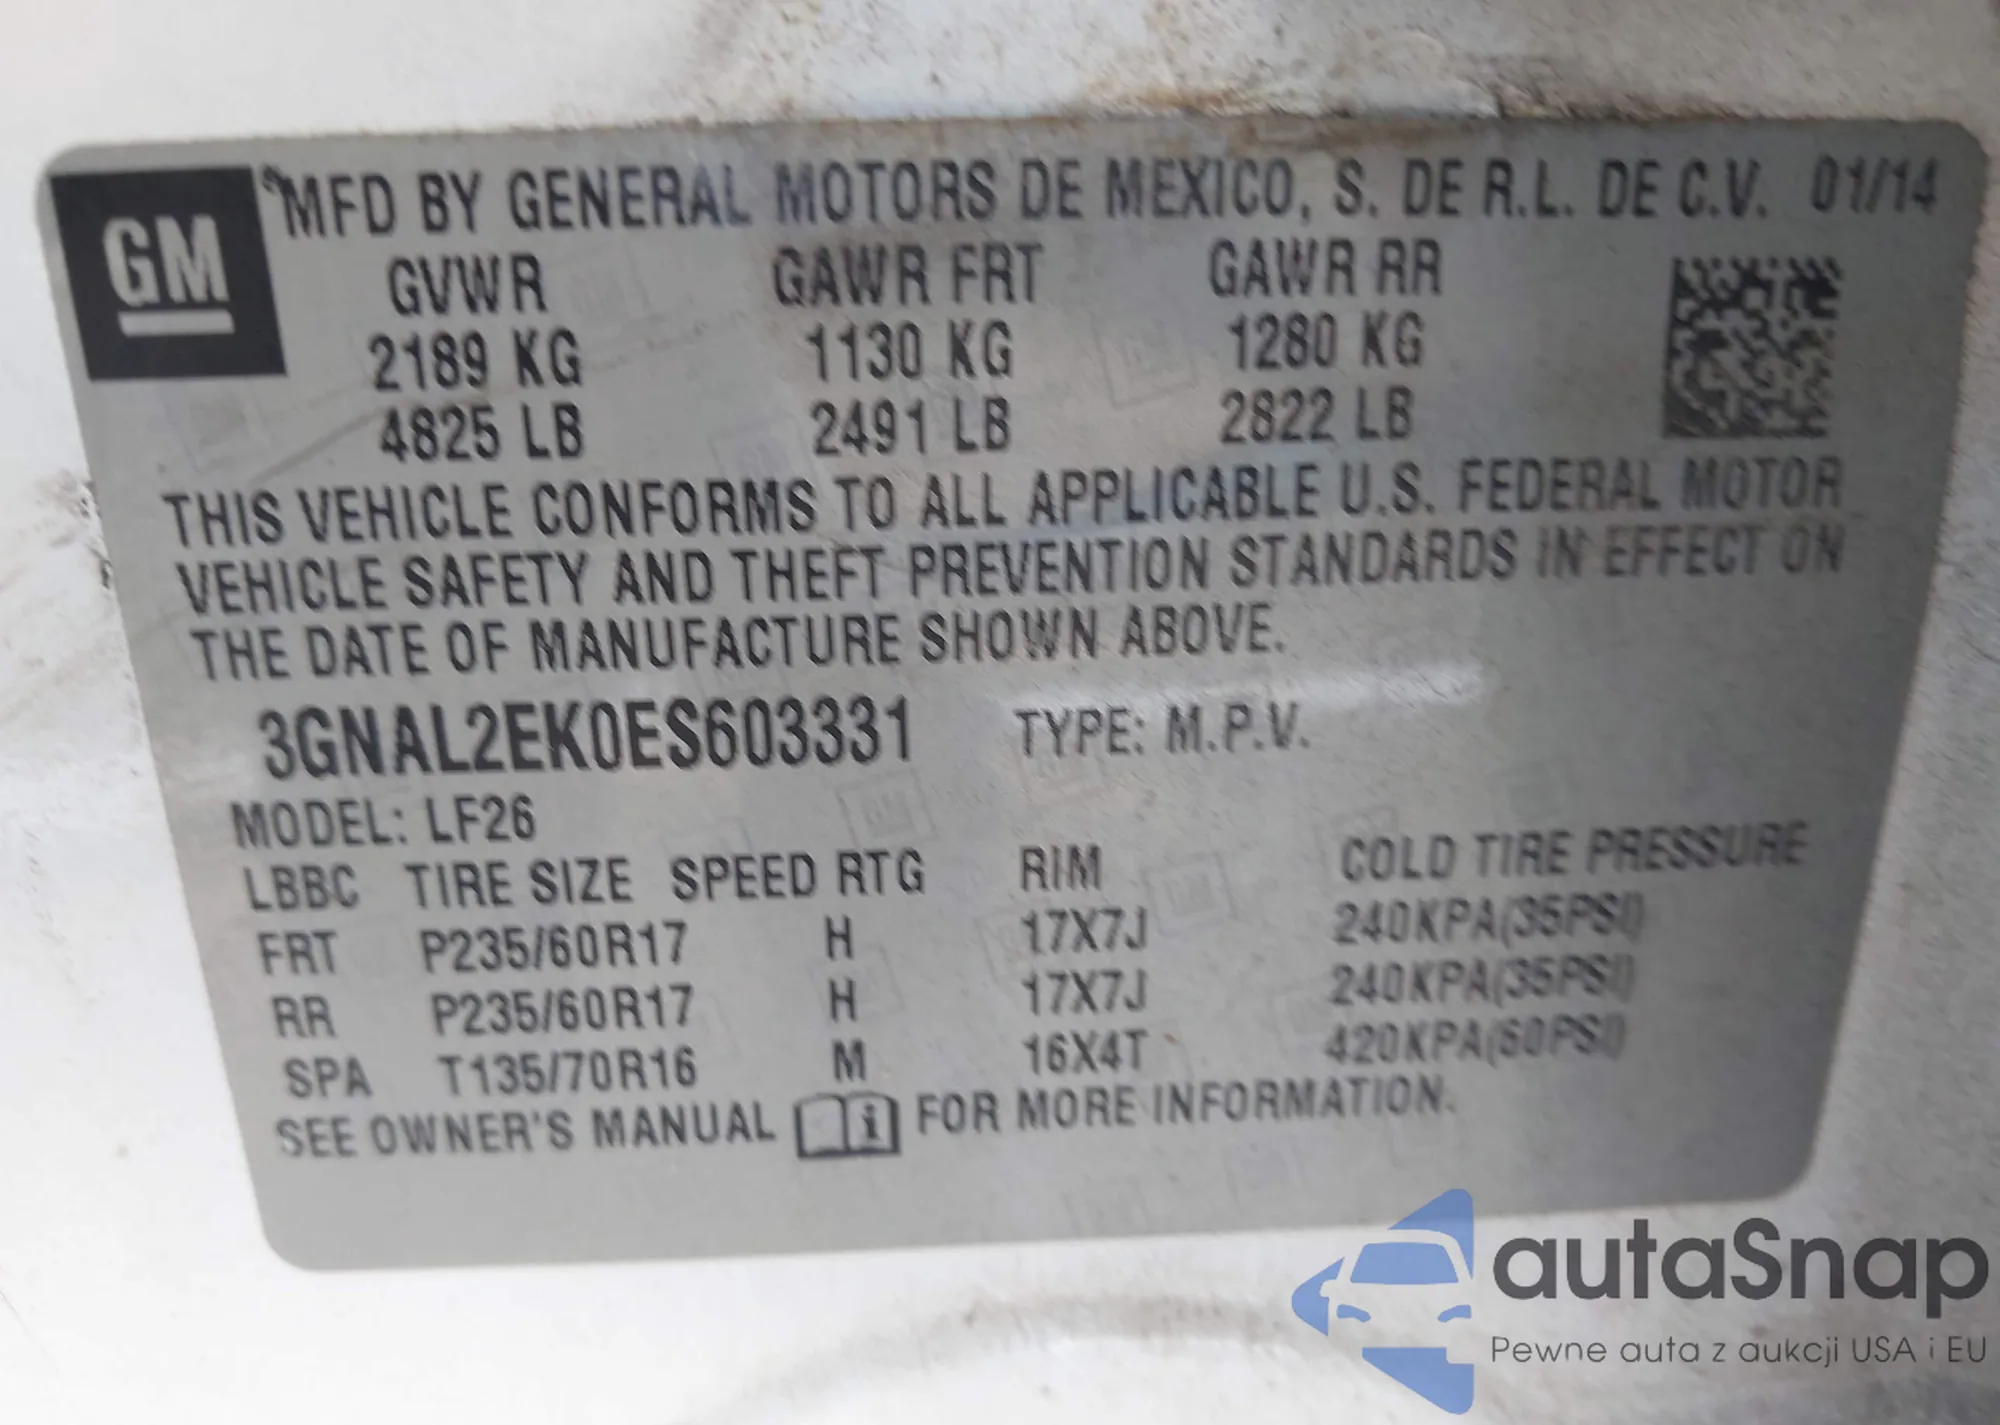 GM
MFD BY GENERAL MOTORS DE MEXICO, S. DE R.L. DE C.V. 01/14
GVWR GAWR FRT GAWR RR
2189 KG 1130 KG 1280 KG
4825 LB 2491 LB 2822 LB
THIS VEHICLE CONFORMS TO ALL APPLICABLE U.S. FEDERAL MOTOR
VEHICLE SAFETY AND THEFT PREVENTION STANDARDS IN EFFECT ON
THE DATE OF MANUFACTURE SHOWN ABOVE.
3GNAL2EK0ES603331 TYPE: M.P.V.
MODEL: LF26
LBBC TIRE SIZE SPEED RTG RIM COLD TIRE PRESSURE
FRT P235/60R17 H 17X7J 240KPA(35PSI)
RR P235/60R17 H 17X7J 240KPA(35PSI)
SPA T135/70R16 M 16X4T 420KPA(60PSI)
SEE OWNER'S MANUAL i FOR MORE INFORMATION.
autaSnap
Pewne auta z aukcji USA i EU